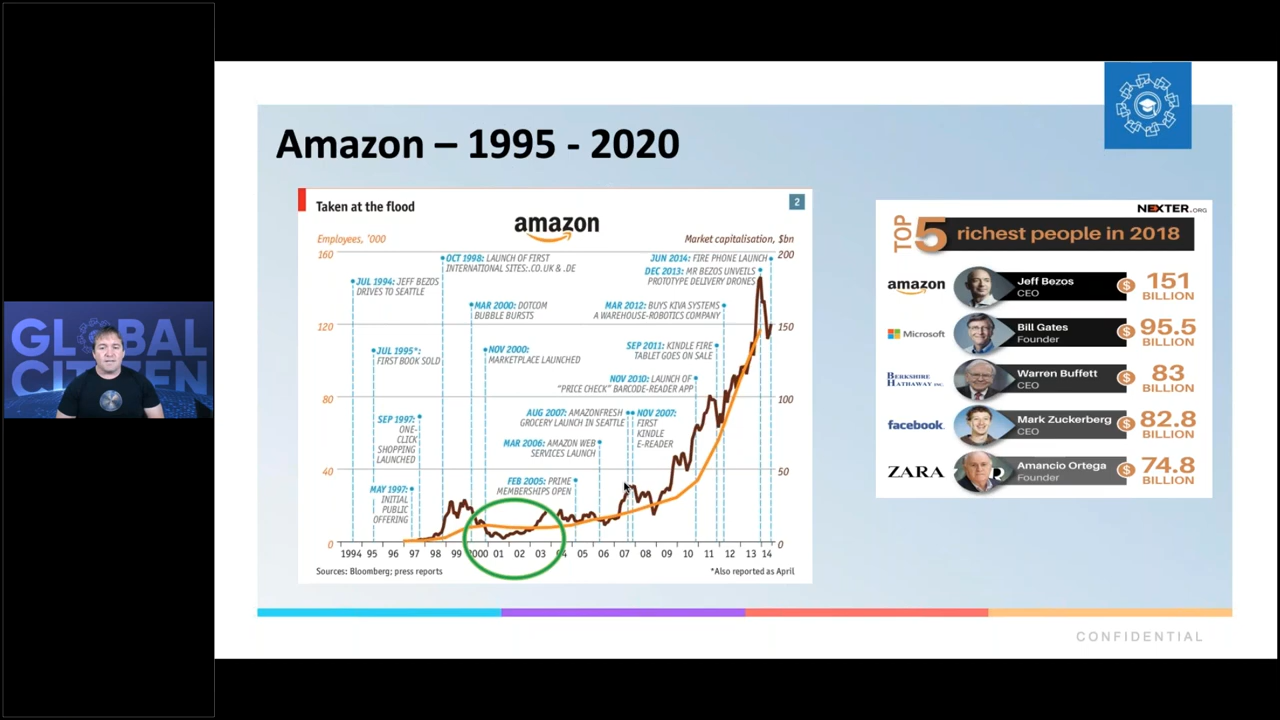 GLOBAL
CITIZEN
Amazon – 1995 - 2020
Taken at the flood
2
amazon
Employees, '000
Market capitalisation, $bn
160
120
80
40
0
200
150
100
50
0
JUL 1994: JEFF BEZOS
DRIVES TO SEATTLE
OCT 1998: LAUNCH OF FIRST
INTERNATIONAL SITES:.CO.UK & .DE
JUN 2014: FIRE PHONE LAUNCH
DEC 2013: MR BEZOS UNVEILS
PROTOTYPE DELIVERY DRONES
MAR 2000: DOTCOM
BUBBLE BURSTS
MAR 2012: BUYS KIVA SYSTEMS
A WAREHOUSE-ROBOTICS COMPANY
JUL 1995*:
FIRST BOOK SOLD
NOV 2000:
MARKETPLACE LAUNCHED
SEP 2011: KINDLE FIRE
TABLET GOES ON SALE
NOV 2010: LAUNCH OF
"PRICE CHECK" BARCODE-READER APP
SEP 1997:
ONE-
CLICK
SHOPPING
LAUNCHED
AUG 2007: AMAZONFRESH
GROCERY LAUNCH IN SEATTLE
NOV 2007:
FIRST
KINDLE
E-READER
MAR 2006: AMAZON WEB
SERVICES LAUNCH
FEB 2005: PRIME
MEMBERSHIPS OPEN
MAY 1997:
INITIAL
PUBLIC
OFFERING
1994 95 96 97 98 99 2000 01 02 03 04 05 06 07 08 09 10 11 12 13 14
Sources: Bloomberg; press reports
*Also reported as April
NEXTER.ORG
TOP 5 richest people in 2018
amazon Jeff Bezos $ 151
CEO BILLION
Microsoft Bill Gates $ 95.5
Founder BILLION
BERKSHIRE Warren Buffett $ 83
HATHAWAY INC. CEO BILLION
facebook Mark Zuckerberg $ 82.8
CEO BILLION
ZARA Amancio Ortega $ 74.8
Founder BILLION
CONFIDENTIAL